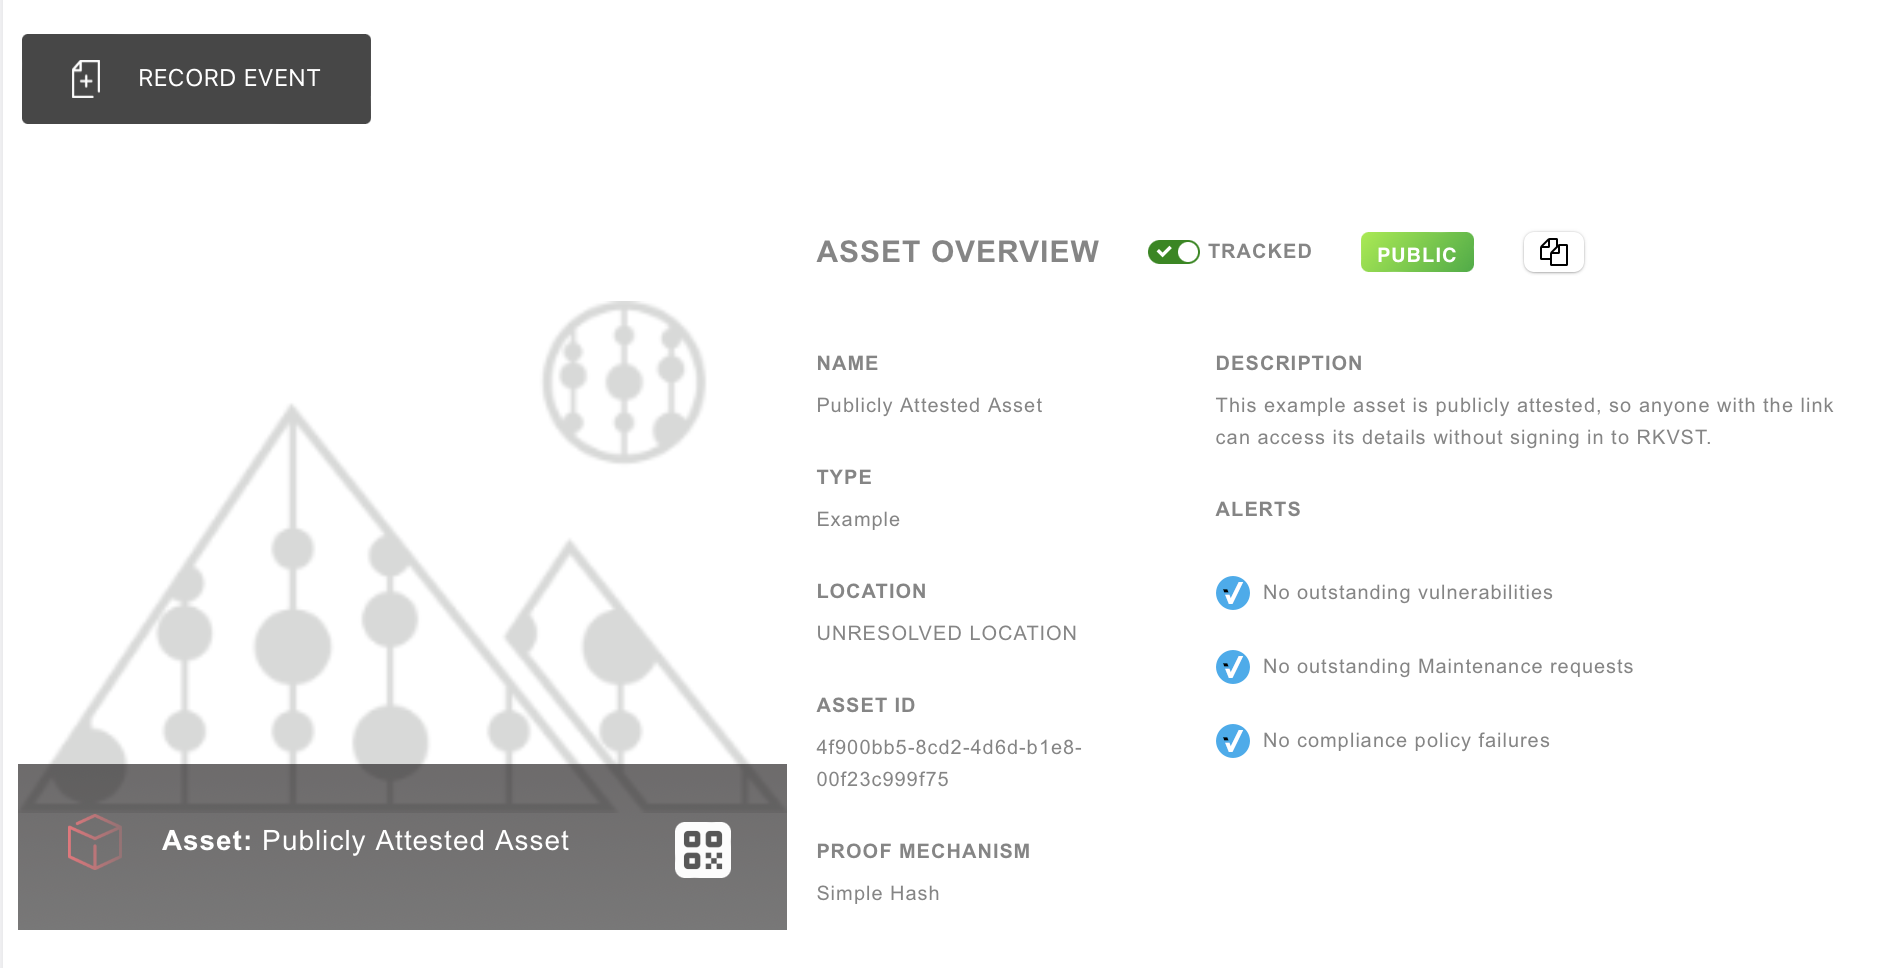 RECORD EVENT
ASSET OVERVIEW
TRACKED
PUBLIC
NAME
Publicly Attested Asset
TYPE
Example
LOCATION
UNRESOLVED LOCATION
ASSET ID
4f900bb5-8cd2-4d6d-b1e8-
00f23c999f75
PROOF MECHANISM
Simple Hash
DESCRIPTION
This example asset is publicly attested, so anyone with the link
can access its details without signing in to RKVST.
ALERTS
No outstanding vulnerabilities
No outstanding Maintenance requests
No compliance policy failures
Asset: Publicly Attested Asset